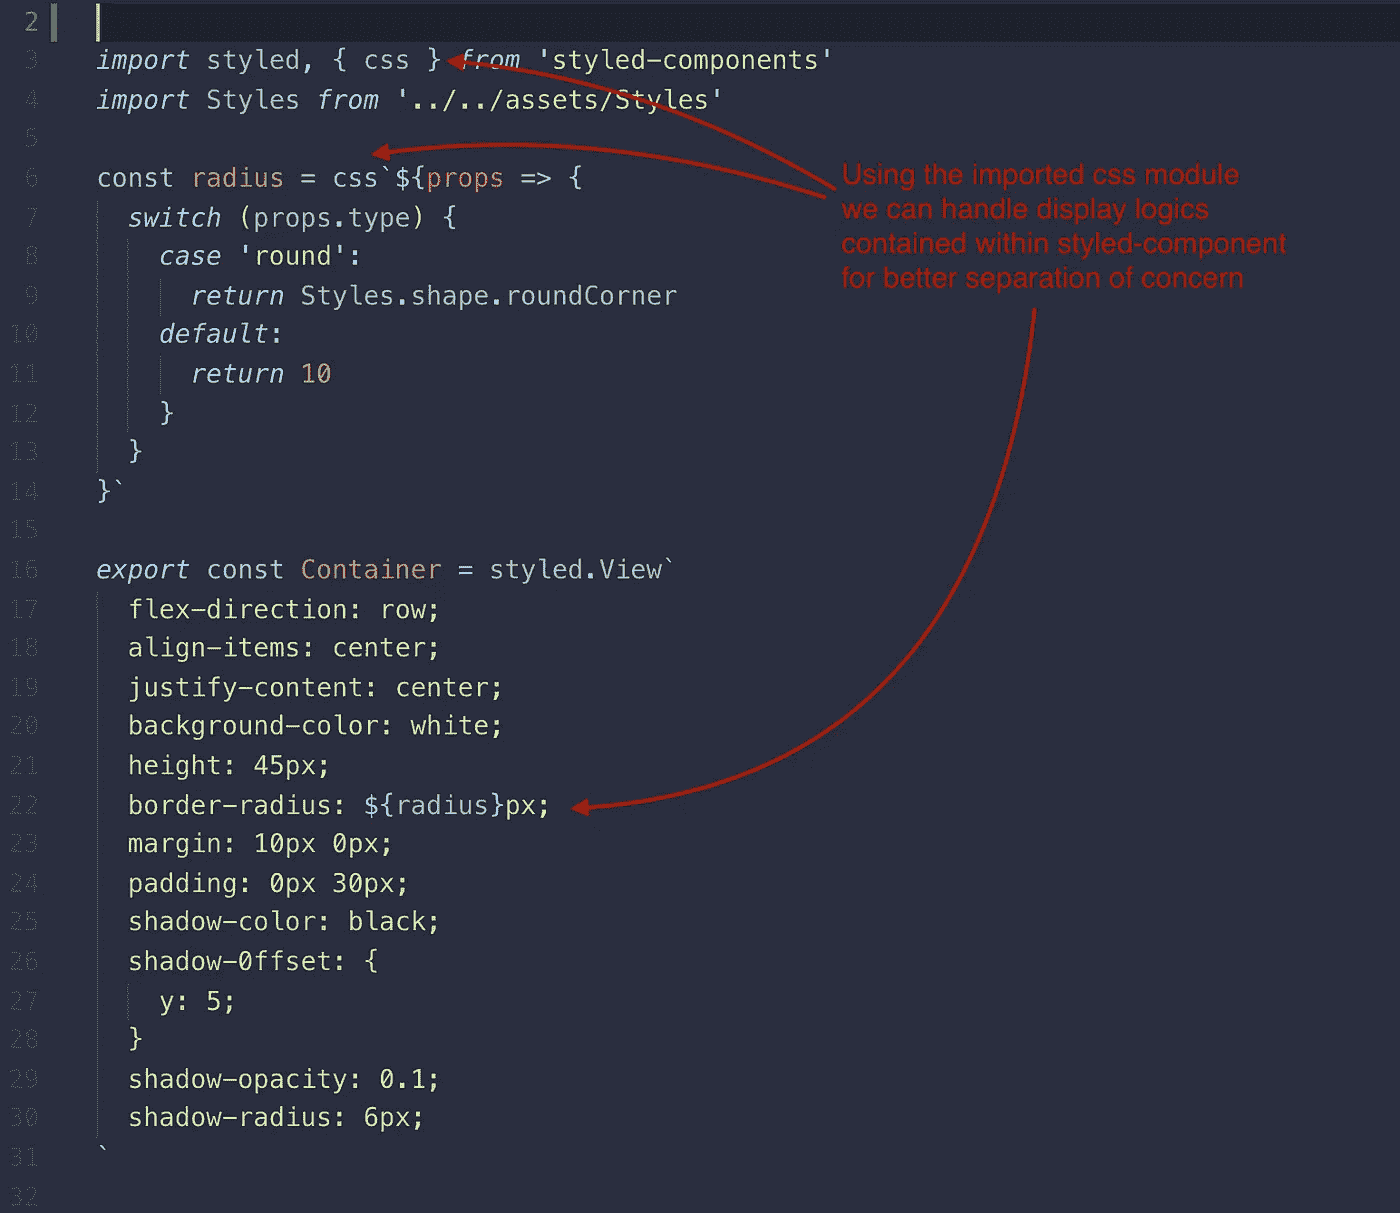 2
3 import styled, { css } from 'styled-components'
4 import Styles from '../../assets/Styles'
5
6 const radius = css`${props => {
7 switch (props.type) {
8 case 'round':
9 return Styles.shape.roundCorner
10 default:
11 return 10
12 }
13 }
14 }`
15
16 export const Container = styled.View`
17 flex-direction: row;
18 align-items: center;
19 justify-content: center;
20 background-color: white;
21 height: 45px;
22 border-radius: ${radius}px;
23 margin: 10px 0px;
24 padding: 0px 30px;
25 shadow-color: black;
26 shadow-0ffset: {
27 y: 5;
28 }
29 shadow-opacity: 0.1;
30 shadow-radius: 6px;
31 `
32
Using the imported css module
we can handle display logics
contained within styled-component
for better separation of concern